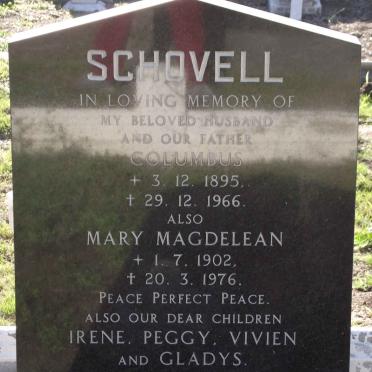 SCHOVELL
IN LOVING MEMORY OF
MY BELOVED HUSBAND
AND OUR FATHER
COLUMBUS
+ 3. 12. 1895.
† 29. 12. 1966.
ALSO
MARY MAGDELEAN
+ 1. 7. 1902.
† 20. 3. 1976.
PEACE PERFECT PEACE.
ALSO OUR DEAR CHILDREN
IRENE, PEGGY, VIVIEN
AND GLADYS.